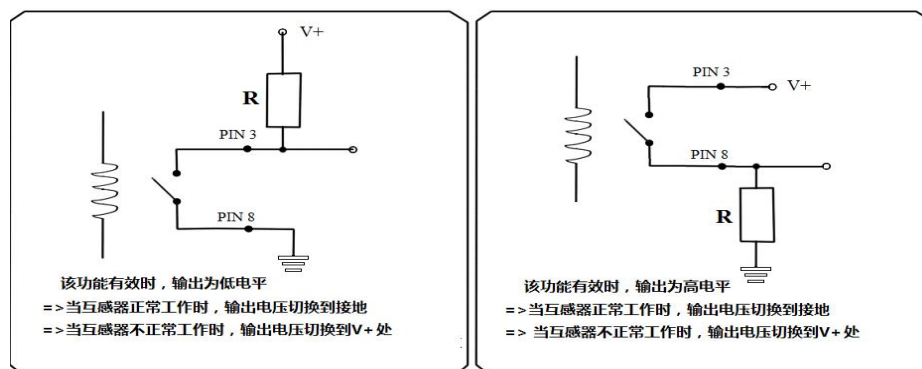 V+
R
PIN 3
PIN 8
该功能有效时，输出为低电平
=>当互感器正常工作时，输出电压切换到接地
=>当互感器不正常工作时，输出电压切换到V+处
PIN 3
V+
PIN 8
R
该功能有效时，输出为高电平
=>当互感器正常工作时，输出电压切换到接地
=> 当互感器不正常工作时，输出电压切换到V+处